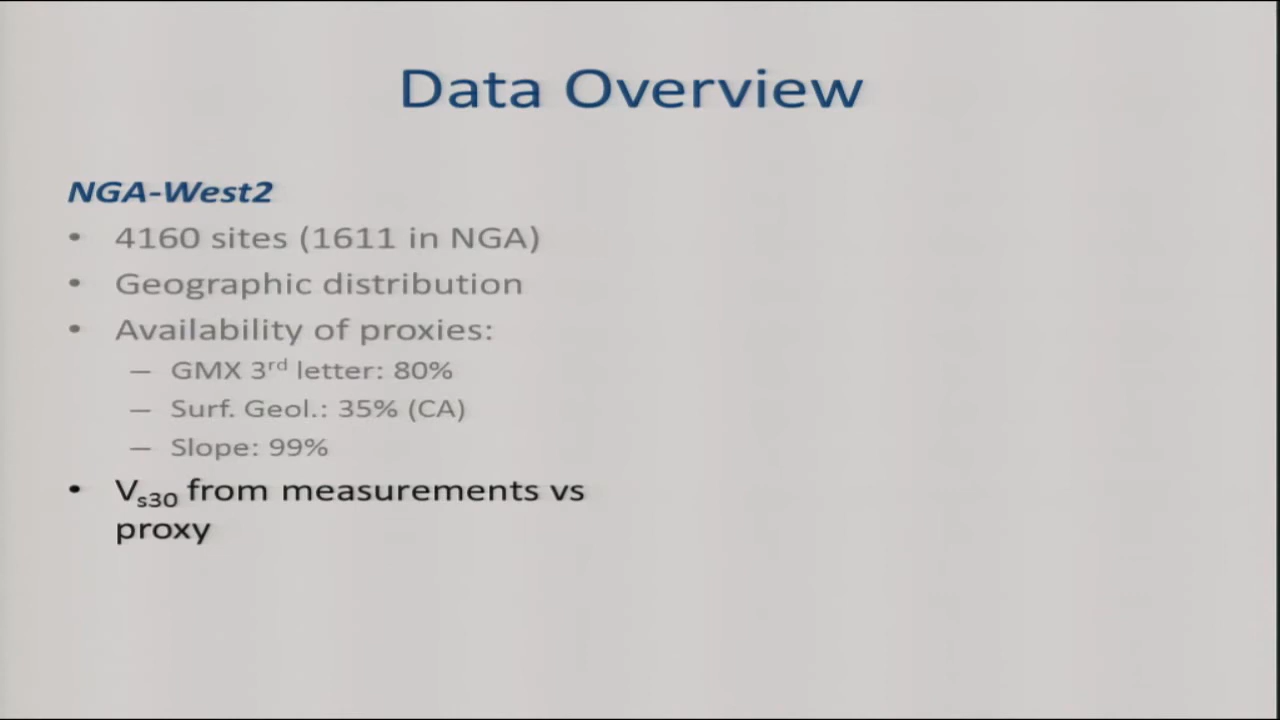 Data Overview
NGA-West2
• 4160 sites (1611 in NGA)
• Geographic distribution
• Availability of proxies:
– GMX 3rd letter: 80%
– Surf. Geol.: 35% (CA)
– Slope: 99%
• Vs30 from measurements vs
proxy